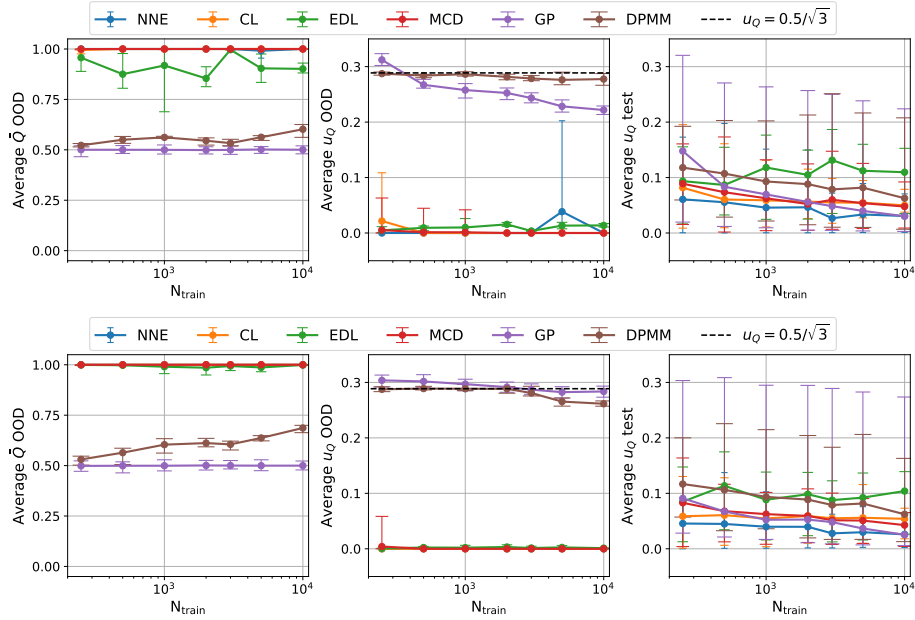 NNE CL EDL MCD GP DPMM u_Q = 0.5/√3
1.00
0.75
0.50
0.25
0.00
Average Q̄ OOD
10³ 10⁴
N_train
0.3
0.2
0.1
0.0
Average u_Q OOD
10³ 10⁴
N_train
0.3
0.2
0.1
0.0
Average u_Q test
10³ 10⁴
N_train
NNE CL EDL MCD GP DPMM u_Q = 0.5/√3
1.00
0.75
0.50
0.25
0.00
Average Q̄ OOD
10³ 10⁴
N_train
0.3
0.2
0.1
0.0
Average u_Q OOD
10³ 10⁴
N_train
0.3
0.2
0.1
0.0
Average u_Q test
10³ 10⁴
N_train